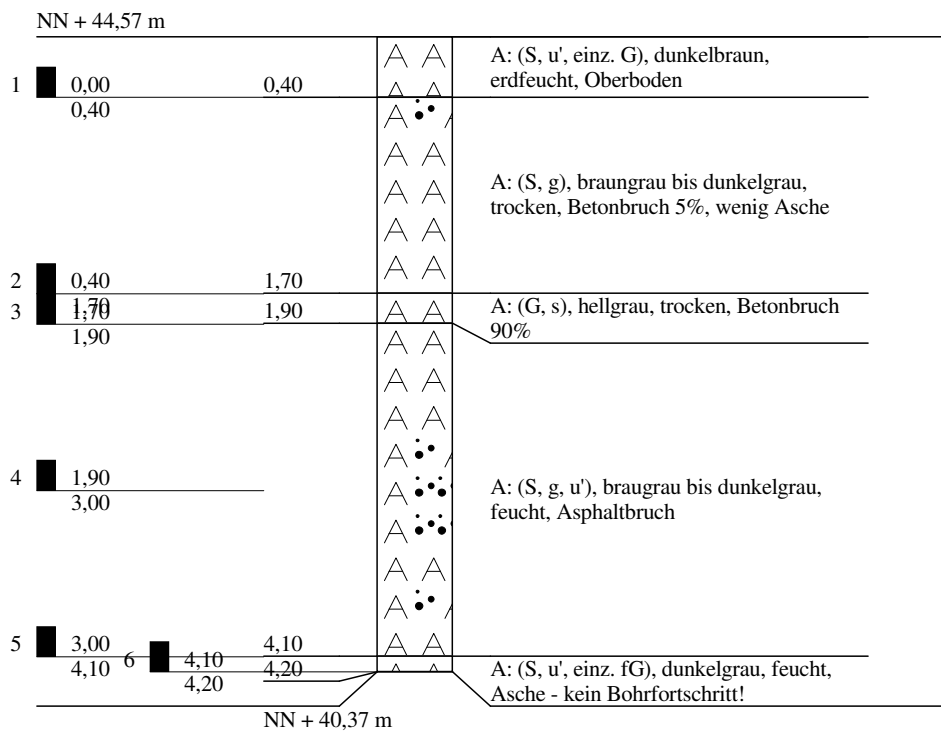 NN + 44,57 m
A: (S, u', einz. G), dunkelbraun,
erdfeucht, Oberboden
1 0,00 0,40
0,40
A: (S, g), braungrau bis dunkelgrau,
trocken, Betonbruch 5%, wenig Asche
2 0,40 1,70
1,70
A: (G, s), hellgrau, trocken, Betonbruch
90%
3 1,70 1,90
1,90
4 1,90
3,00
A: (S, g, u'), braugrau bis dunkelgrau,
feucht, Asphaltbruch
5 3,00 4,10
4,10 6 4,10 4,20
4,20
A: (S, u', einz. fG), dunkelgrau, feucht,
Asche - kein Bohrfortschritt!
NN + 40,37 m